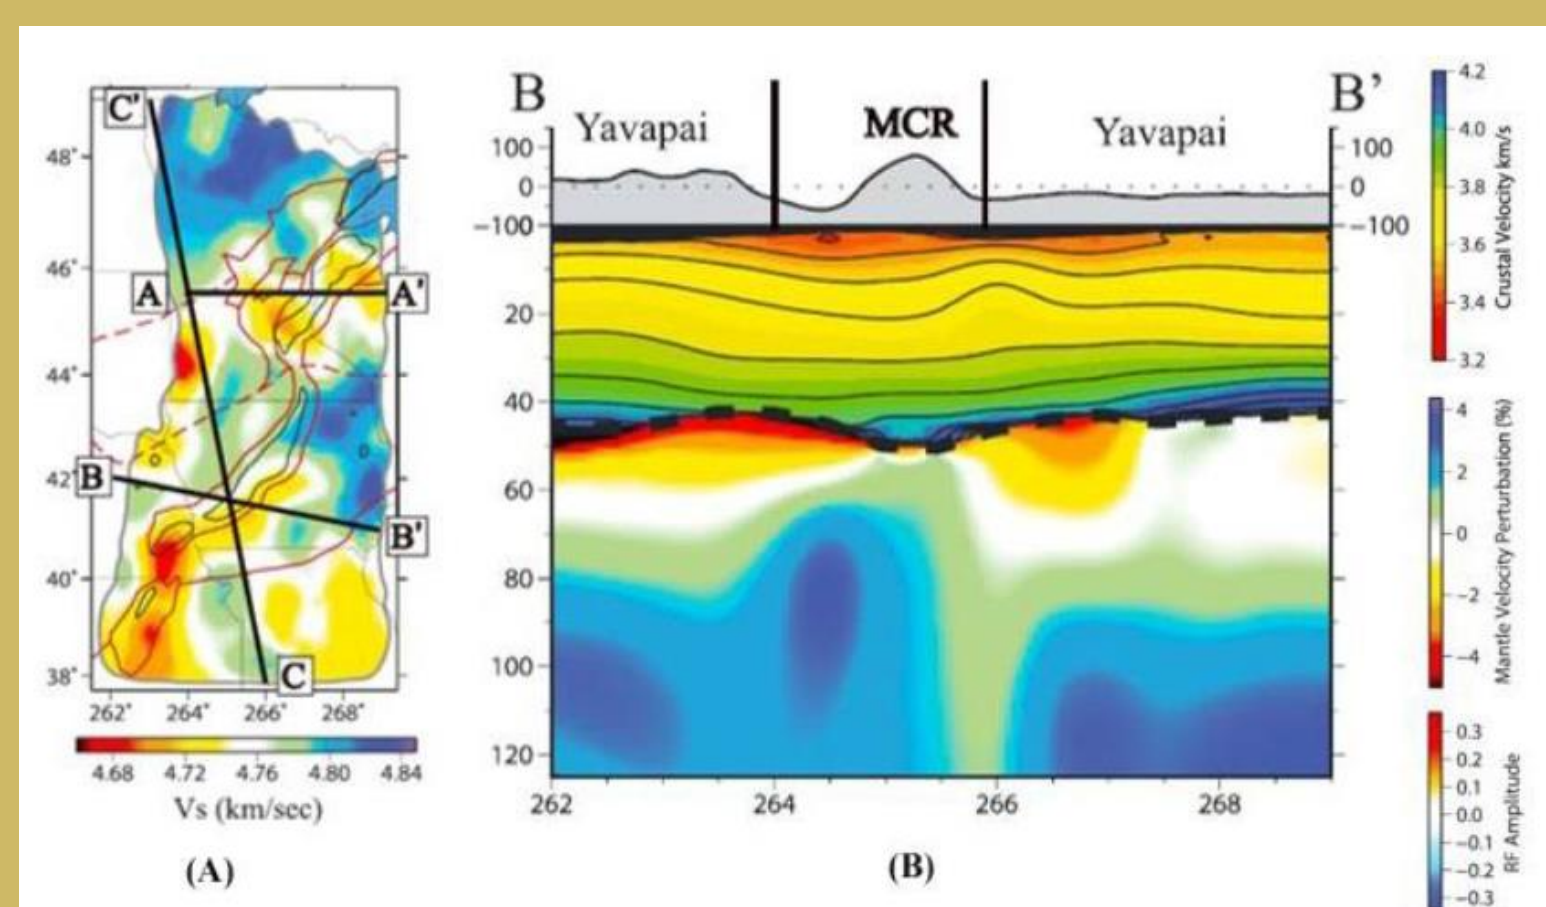 C'
48°
46°
A
A'
44°
42°
B
B'
40°
38°
C
262° 264° 266° 268°
4.68 4.72 4.76 4.80 4.84
Vs (km/sec)
(A)
B
B’
Yavapai
MCR
Yavapai
100
0
−100
100
0
−100
20
40
60
80
100
120
262 264 266 268
(B)
4.2
4.0
3.8
3.6
3.4
3.2
Crustal Velocity km/s
4
2
0
−2
−4
Mantle Velocity Perturbation (%)
0.3
0.2
0.1
0.0
−0.1
−0.2
−0.3
RF Amplitude